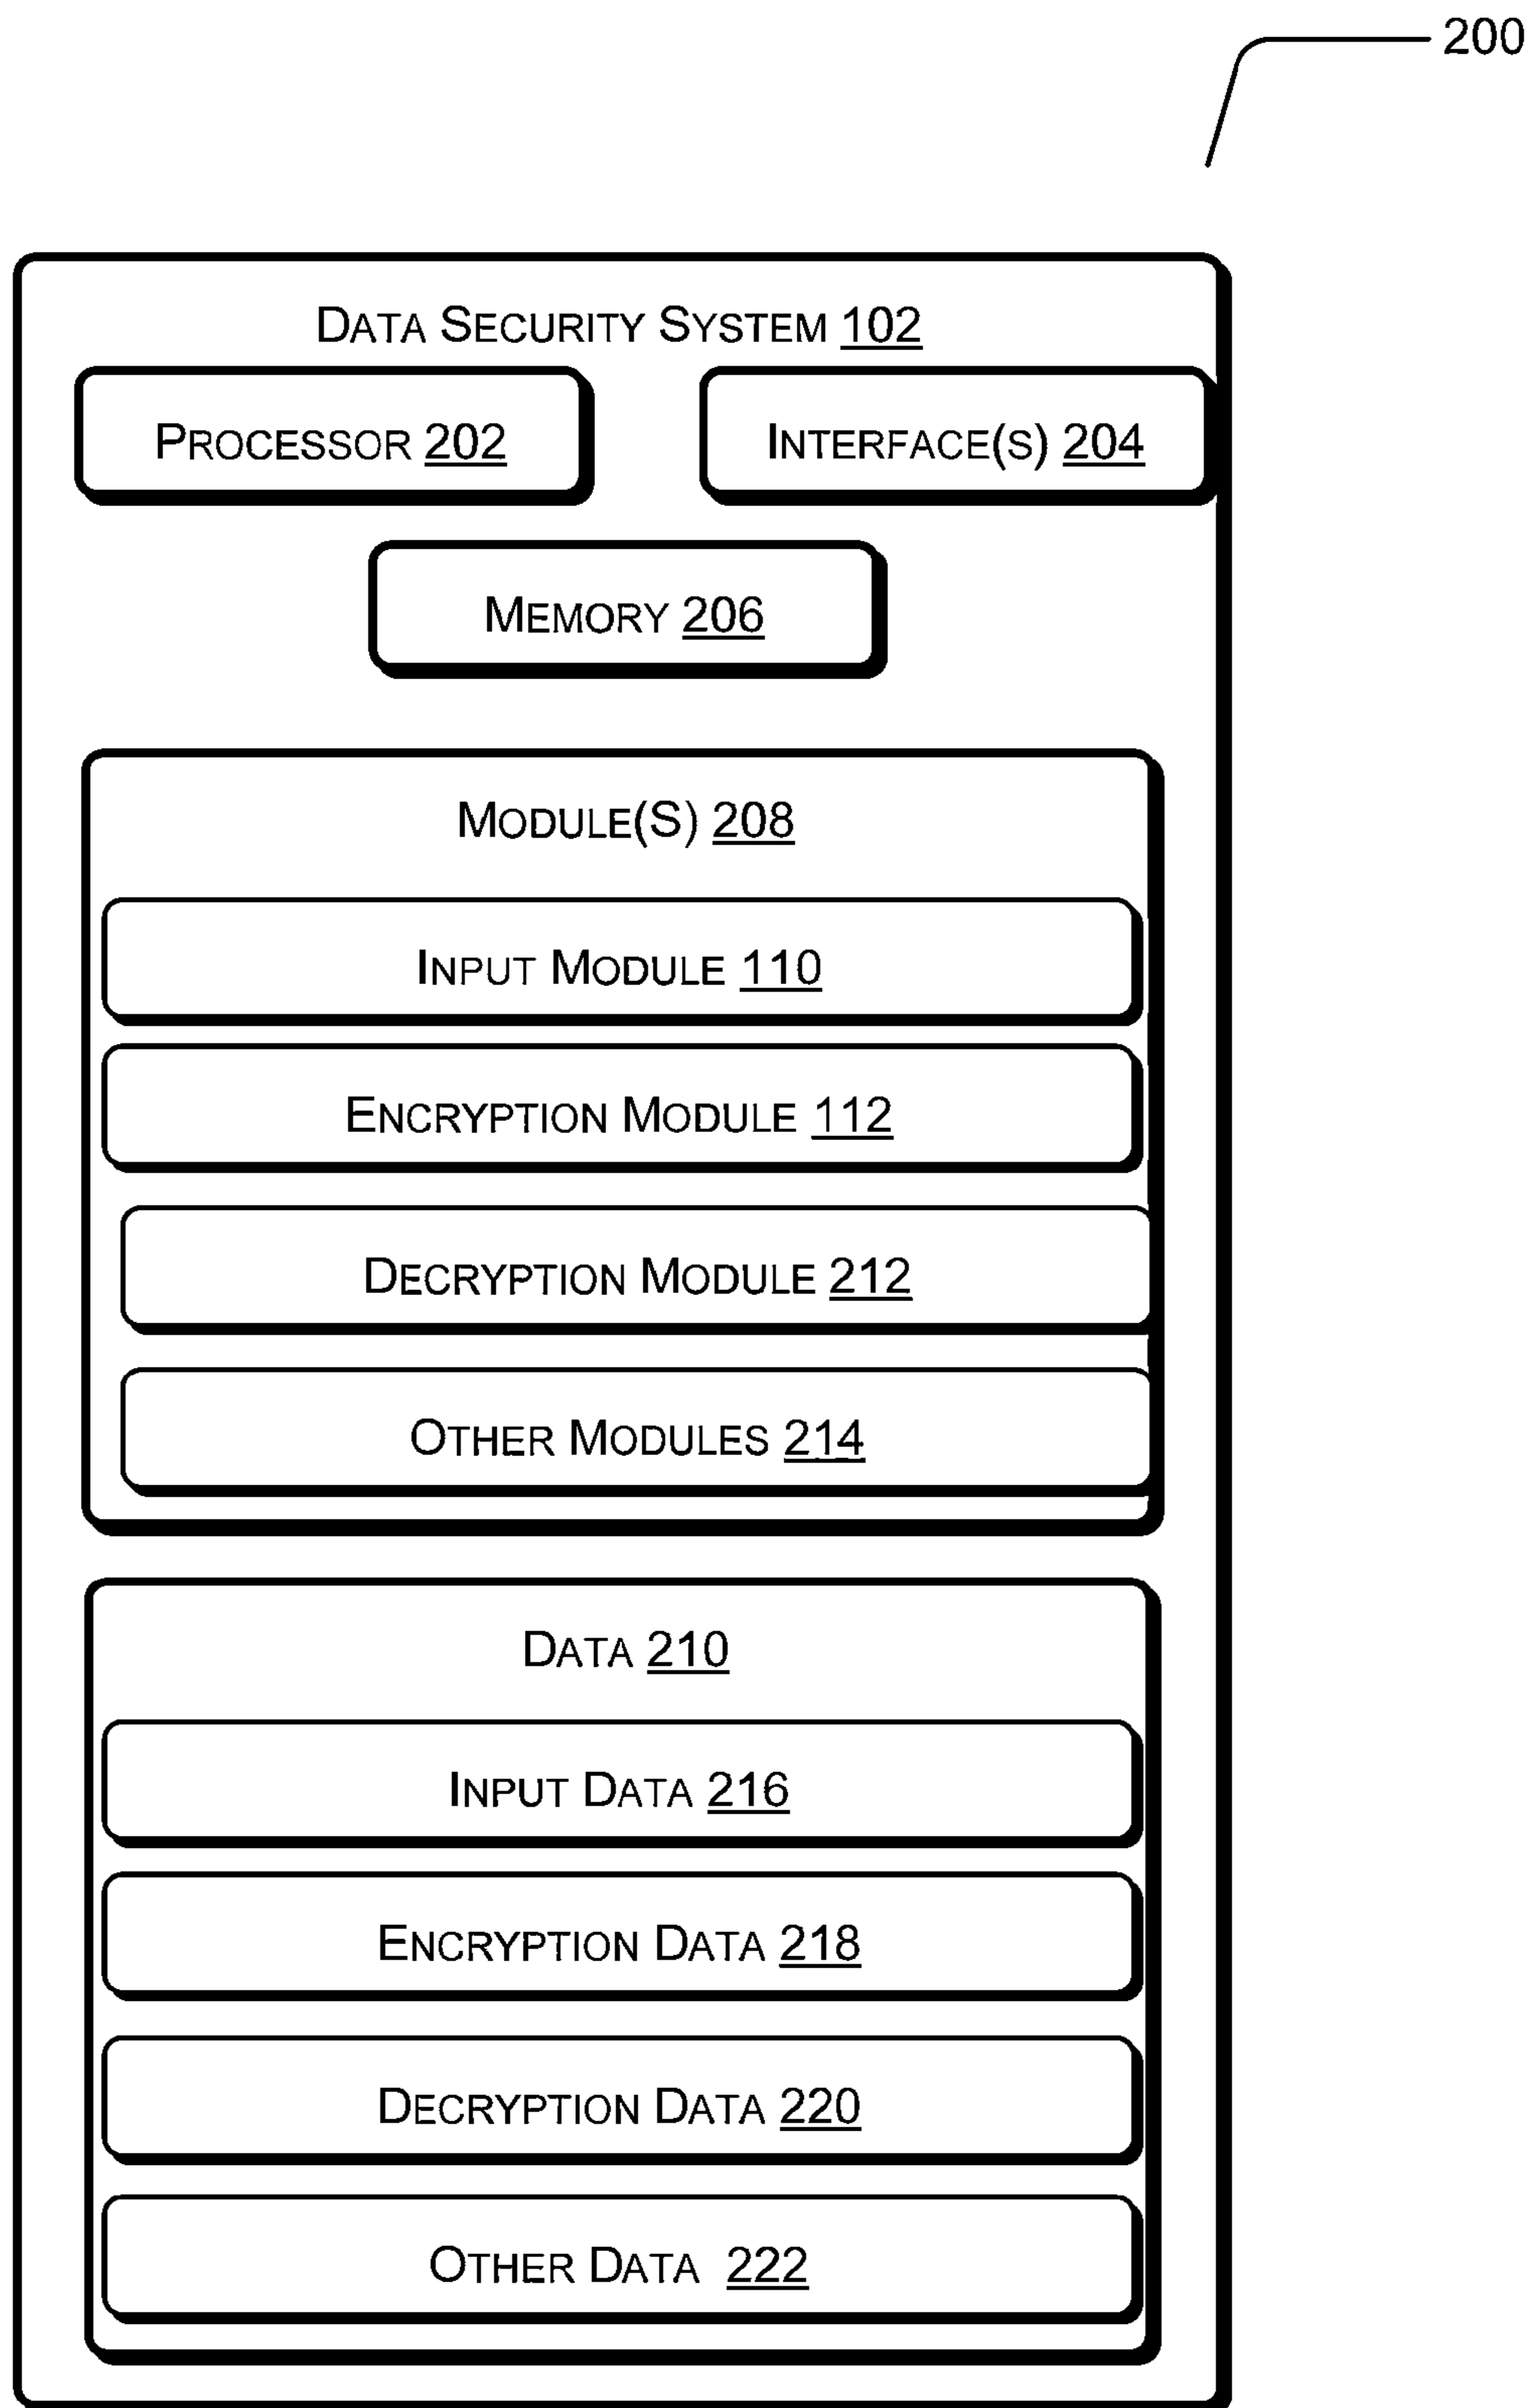 200
DATA SECURITY SYSTEM 102
PROCESSOR 202
INTERFACE(S) 204
MEMORY 206
MODULE(S) 208
INPUT MODULE 110
ENCRYPTION MODULE 112
DECRYPTION MODULE 212
OTHER MODULES 214
DATA 210
INPUT DATA 216
ENCRYPTION DATA 218
DECRYPTION DATA 220
OTHER DATA 222